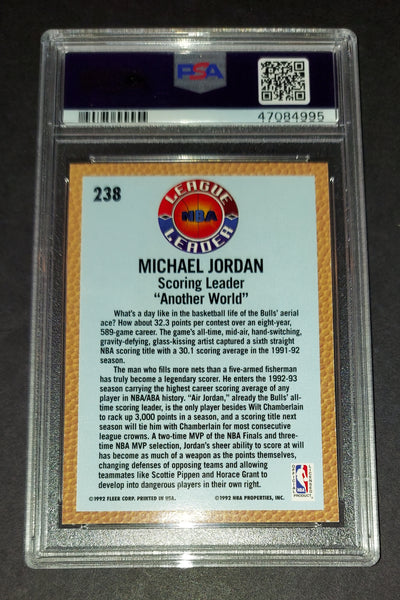 PSA
47084995
238
LEAGUE
NBA
LEADER
MICHAEL JORDAN
Scoring Leader
“Another World”
What's a day like in the basketball life of the Bulls' aerial
ace? How about 32.3 points per contest over an eight-year,
589-game career. The game's all-time, mid-air, hand-switching,
gravity-defying, glass-kissing artist captured a sixth straight
NBA scoring title with a 30.1 scoring average in the 1991-92
season.
The man who fills more nets than a five-armed fisherman
has truly become a legendary scorer. He enters the 1992-93
season carrying the highest career scoring average of any
player in NBA/ABA history. “Air Jordan,” already the Bulls' all-
time scoring leader, is the only player besides Wilt Chamberlain
to rack up 3,000 points in a season, and a scoring title next
season will tie him with Chamberlain for most consecutive
league crowns. A two-time MVP of the NBA Finals and three-
time NBA MVP selection, Jordan's sheer ability to score at will
has become as much of a weapon as the points themselves,
changing defenses of opposing teams and allowing
teammates like Scottie Pippen and Horace Grant to
develop into dangerous players in their own right.
©1992 FLEER CORP. PRINTED IN USA.
©1992 NBA PROPERTIES, INC.
NBA